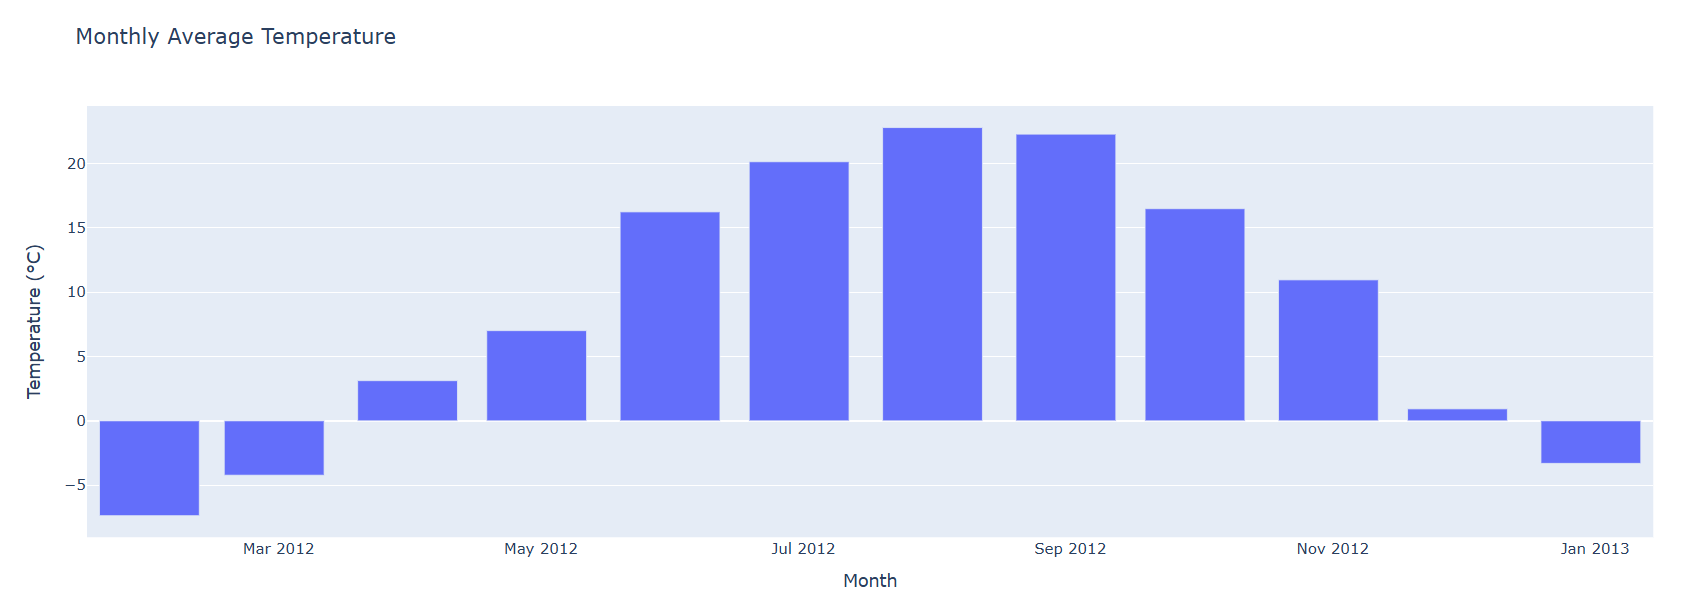 Monthly Average Temperature
20
15
10
5
0
−5
Temperature (°C)
Mar 2012 May 2012 Jul 2012 Sep 2012 Nov 2012 Jan 2013
Month